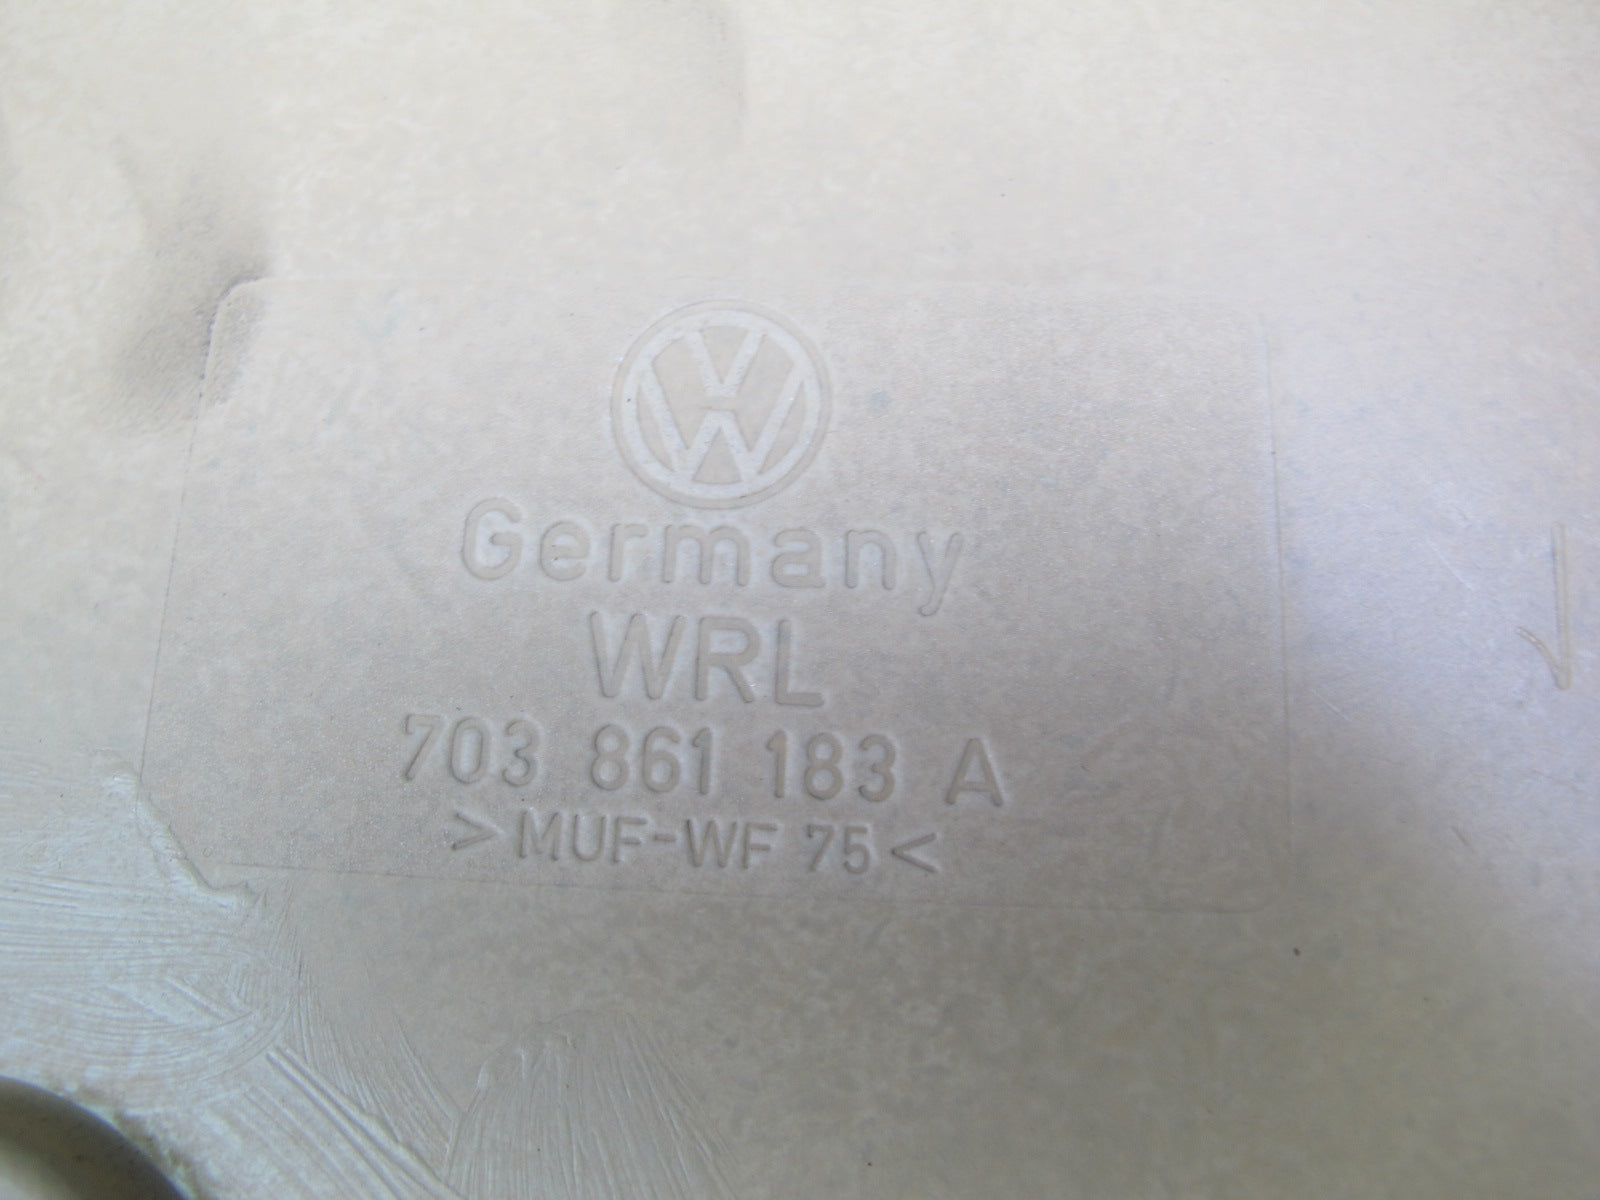 Germany
WRL
703 861 183 A
>MUF-WF 75<